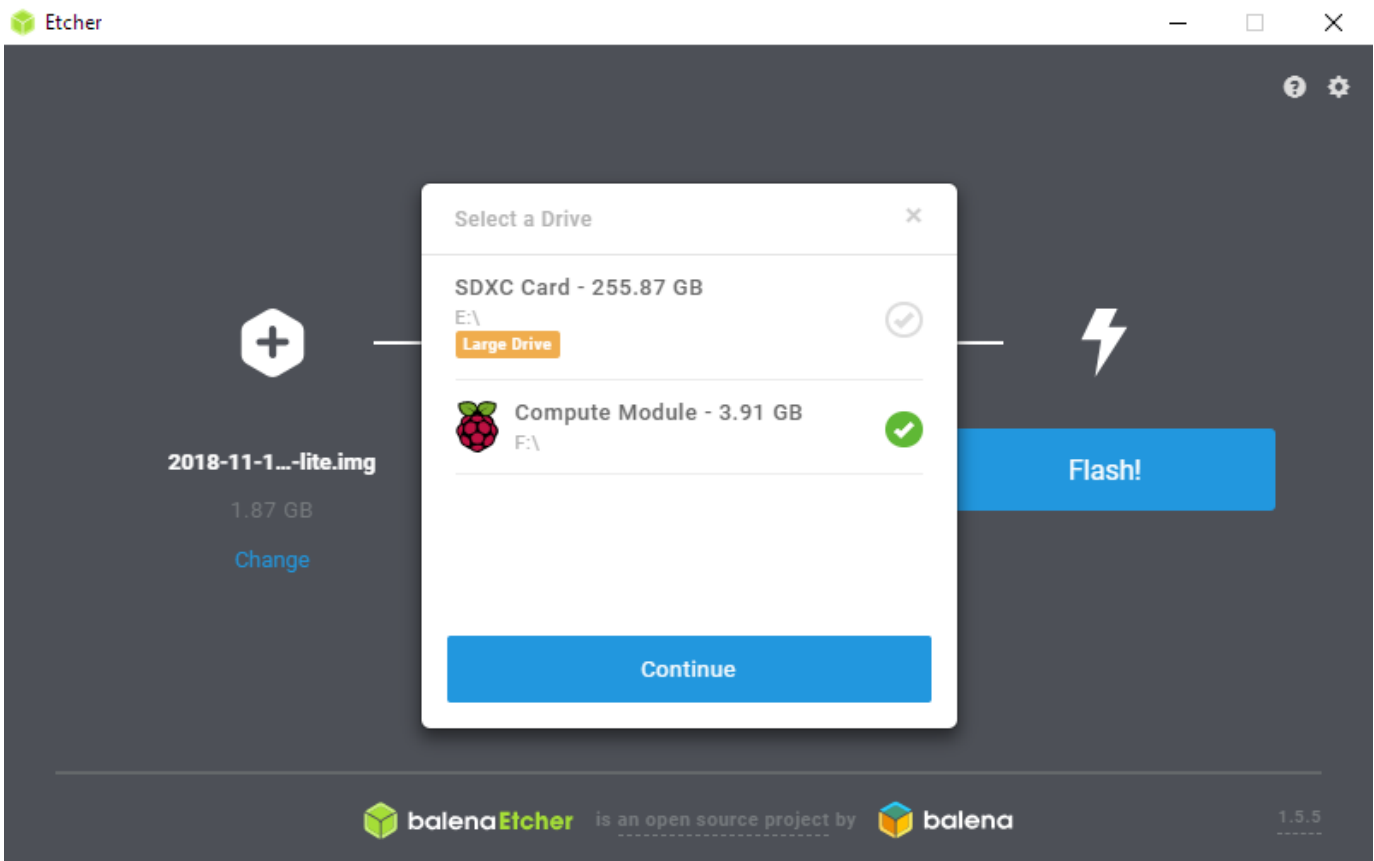 Etcher
Select a Drive
SDXC Card - 255.87 GB
E:\
Large Drive
Compute Module - 3.91 GB
F:\
Continue
2018-11-1...-lite.img
1.87 GB
Change
Flash!
balenaEtcher is an open source project by balena
1.5.5